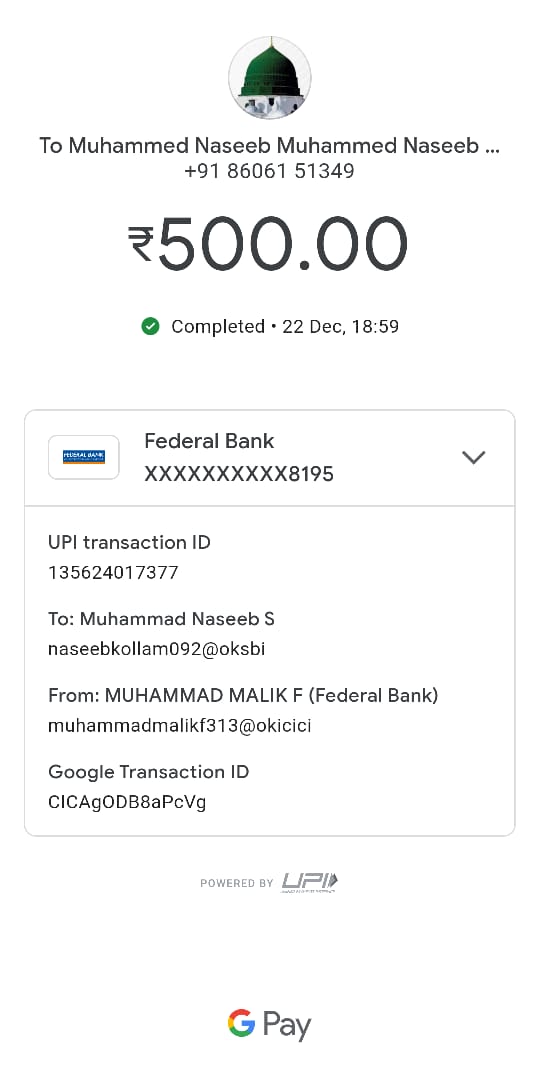 To Muhammed Naseeb Muhammed Naseeb ...
+91 86061 51349
₹500.00
Completed • 22 Dec, 18:59
FEDERAL BANK
Federal Bank
XXXXXXXXXX8195
UPI transaction ID
135624017377
To: Muhammad Naseeb S
naseebkollam092@oksbi
From: MUHAMMAD MALIK F (Federal Bank)
muhammadmalikf313@okicici
Google Transaction ID
CICAgODB8aPcVg
POWERED BY UPI
G Pay